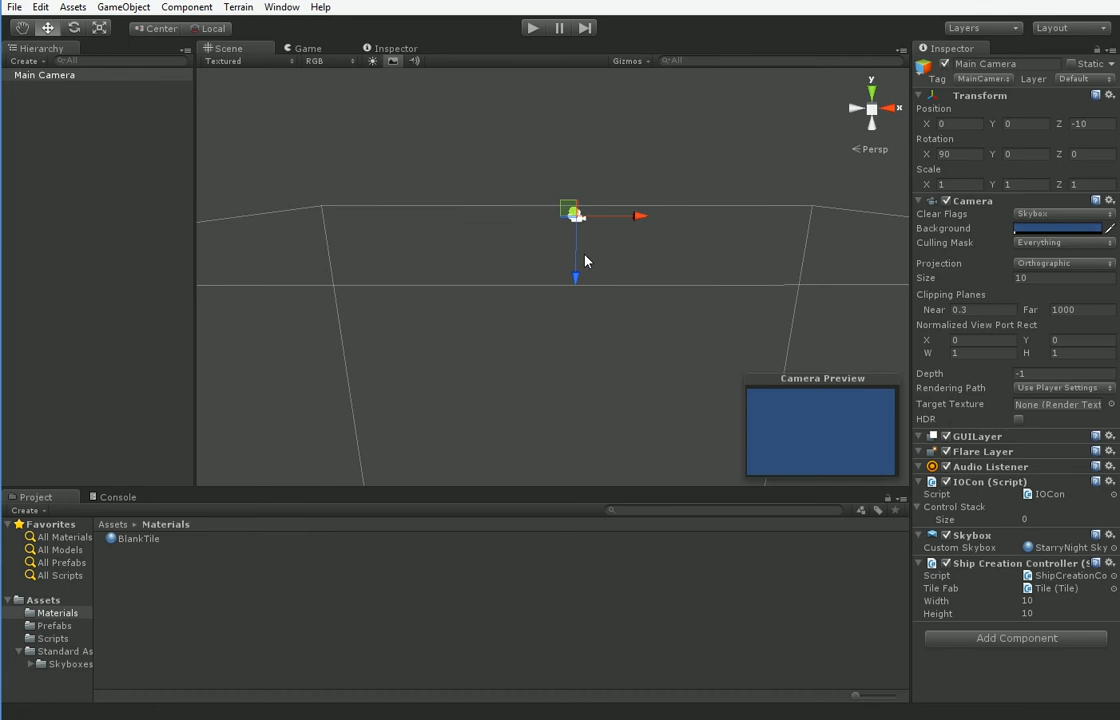 File Edit Assets GameObject Component Terrain Window Help
Center Local Layers Layout
Hierarchy
Create All
Main Camera
Scene Game Inspector
Textured RGB Gizmos All
y
x
Persp
Camera Preview
Inspector
Main Camera Static
Tag MainCamera Layer Default
Transform
Position
X 0 Y 0 Z -10
Rotation
X 90 Y 0 Z 0
Scale
X 1 Y 1 Z 1
Camera
Clear Flags Skybox
Background
Culling Mask Everything
Projection Orthographic
Size 10
Clipping Planes
Near 0.3 Far 1000
Normalized View Port Rect
X 0 Y 0
W 1 H 1
Depth -1
Rendering Path Use Player Settings
Target Texture None (Render Text
HDR
GUILayer
Flare Layer
Audio Listener
IOCon (Script)
Script IOCon
Control Stack
Size 0
Skybox
Custom Skybox StarryNight Sky
Ship Creation Controller (S
Script ShipCreationCo
Tile Fab Tile (Tile)
Width 10
Height 10
Add Component
Project Console
Create
Favorites
All Materials
All Models
All Prefabs
All Scripts
Assets
Materials
Prefabs
Scripts
Standard As
Skyboxes
Assets Materials
BlankTile